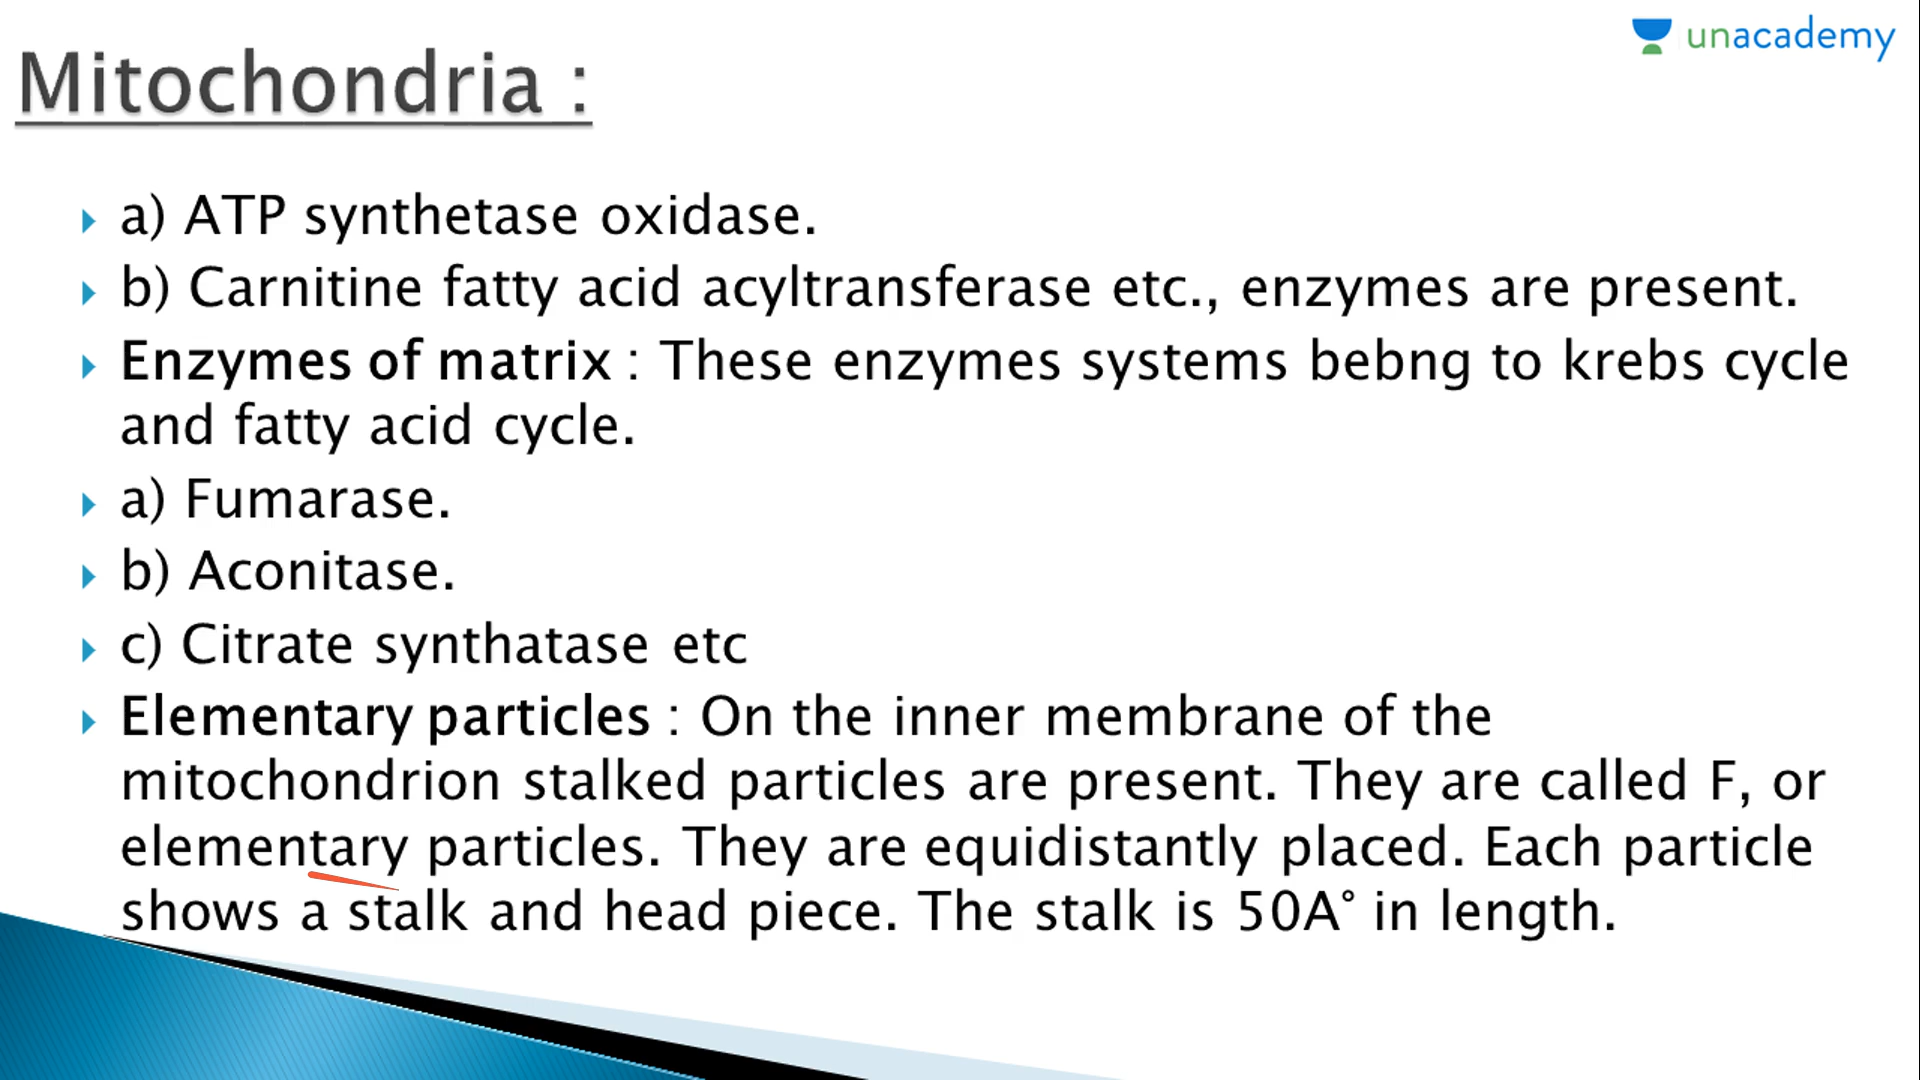 unacademy
Mitochondria :
a) ATP synthetase oxidase.
b) Carnitine fatty acid acyltransferase etc., enzymes are present.
Enzymes of matrix : These enzymes systems bebng to krebs cycle
and fatty acid cycle.
a) Fumarase.
b) Aconitase.
c) Citrate synthatase etc
Elementary particles : On the inner membrane of the
mitochondrion stalked particles are present. They are called F, or
elementary particles. They are equidistantly placed. Each particle
shows a stalk and head piece. The stalk is 50A° in length.